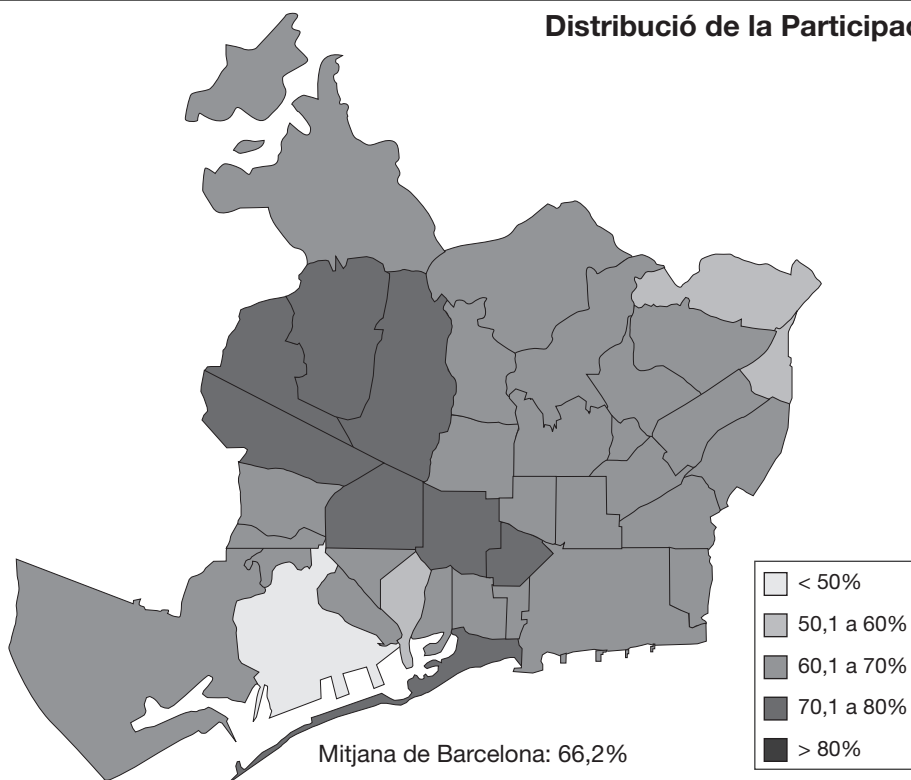 Distribució de la
< 50%
50,1 a 60%
60,1 a 70%
70,1 a 80%
> 80%
Mitjana de Barcelona: 66,2%